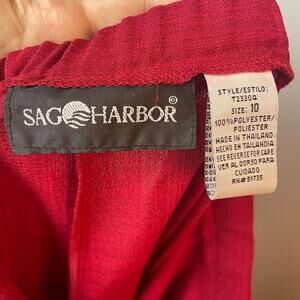 SAG HARBOR®
STYLE/ESTILO:
T2330Q
SIZE: 10
100%POLYESTER/
POLIESTER
MADE IN THAILAND
HECHO EN TAILANDIA
SEE REVERSE FOR CARE
VER AL DORSO PARA
CUIDADO
RN#51735